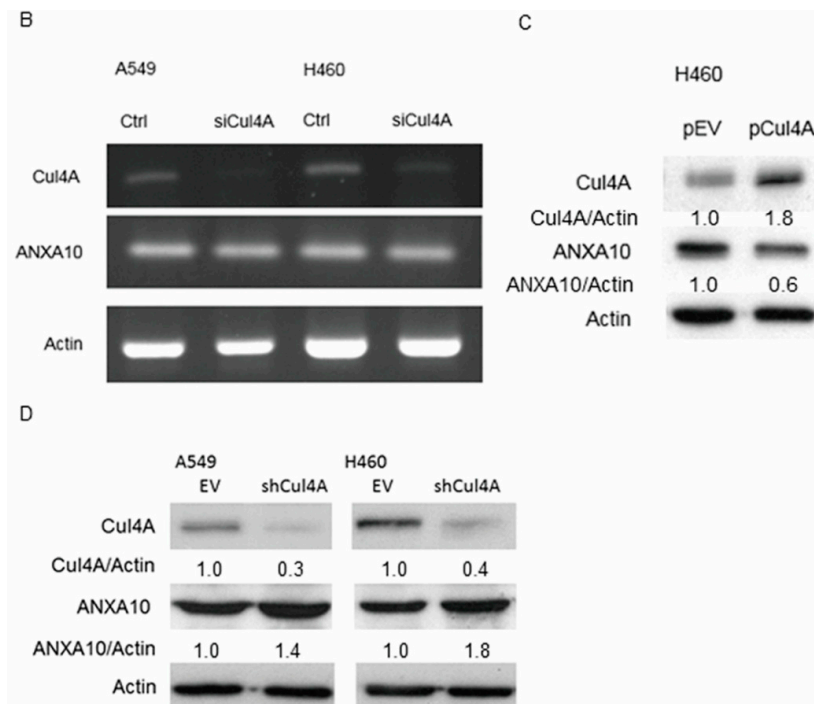 B
A549 H460
Ctrl siCul4A Ctrl siCul4A
Cul4A
ANXA10
Actin
C
H460
pEV pCul4A
Cul4A
Cul4A/Actin 1.0 1.8
ANXA10
ANXA10/Actin 1.0 0.6
Actin
D
A549 H460
EV shCul4A EV shCul4A
Cul4A
Cul4A/Actin 1.0 0.3 1.0 0.4
ANXA10
ANXA10/Actin 1.0 1.4 1.0 1.8
Actin